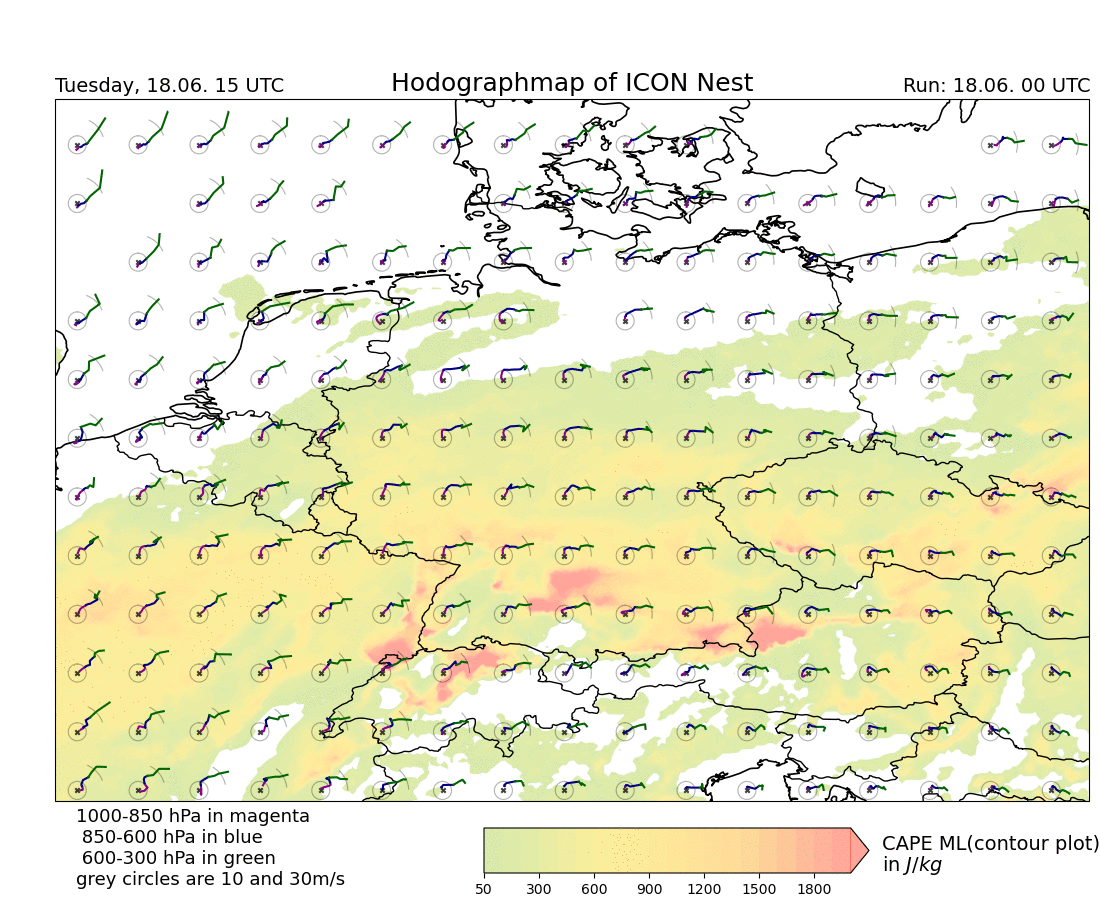 Tuesday, 18.06. 15 UTC
Hodographmap of ICON Nest
Run: 18.06. 00 UTC
1000-850 hPa in magenta
850-600 hPa in blue
600-300 hPa in green
grey circles are 10 and 30m/s
50 300 600 900 1200 1500 1800
CAPE ML(contour plot)
in J/kg